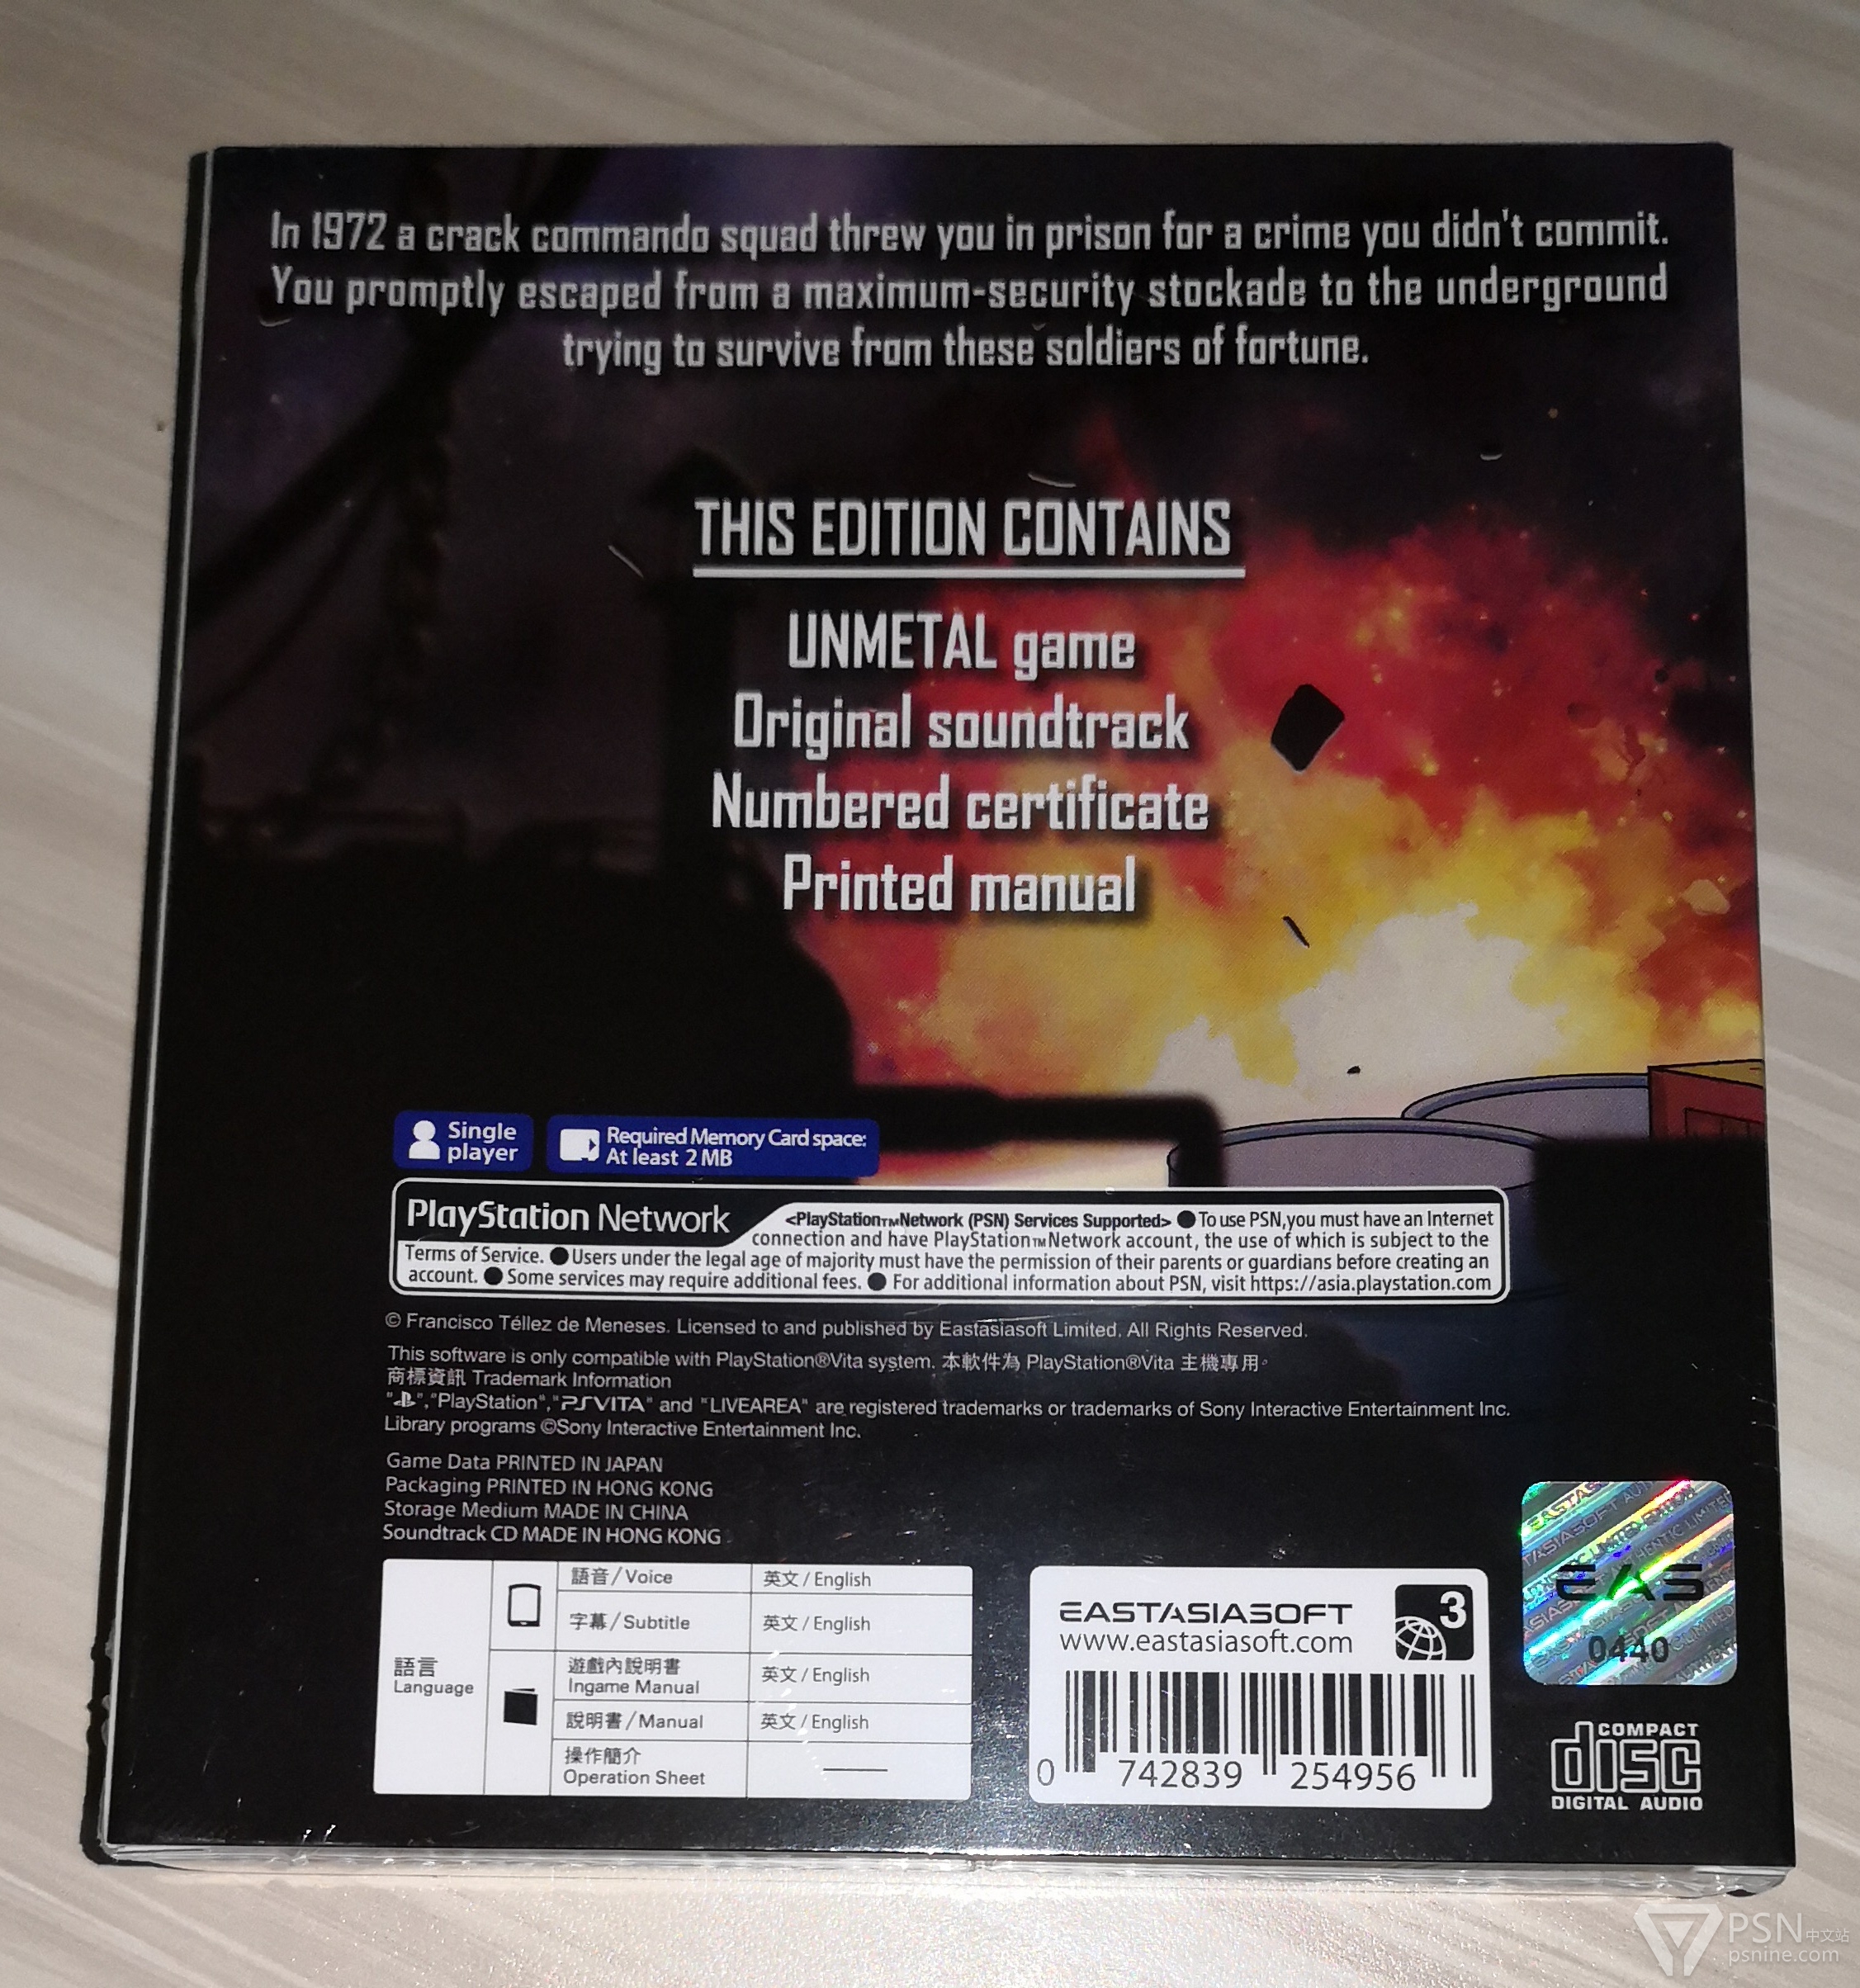 In 1972 a crack commando squad threw you in prison for a crime you didn't commit.
You promptly escaped from a maximum-security stockade to the underground
trying to survive from these soldiers of fortune.
THIS EDITION CONTAINS
UNMETAL game
Original soundtrack
Numbered certificate
Printed manual
Single
player
Required Memory Card space:
At least 2 MB
PlayStation Network
<PlayStation™Network (PSN) Services Supported> ●To use PSN,you must have an Internet
connection and have PlayStation™Network account, the use of which is subject to the
Terms of Service. ●Users under the legal age of majority must have the permission of their parents or guardians before creating an
account. ●Some services may require additional fees. ● For additional information about PSN, visit https://asia.playstation.com
© Francisco Téllez de Meneses. Licensed to and published by Eastasiasoft Limited. All Rights Reserved.
This software is only compatible with PlayStation®Vita system. 本軟件為 PlayStation®Vita 主機專用。
商標資訊 Trademark Information
"","PlayStation","PSVITA" and "LIVEAREA" are registered trademarks or trademarks of Sony Interactive Entertainment Inc.
Library programs ©Sony Interactive Entertainment Inc.
Game Data PRINTED IN JAPAN
Packaging PRINTED IN HONG KONG
Storage Medium MADE IN CHINA
Soundtrack CD MADE IN HONG KONG
語言
Language
語音/Voice 英文/English
字幕/Subtitle 英文/English
遊戲內說明書
Ingame Manual 英文/English
說明書/Manual 英文/English
操作簡介
Operation Sheet
EASTASIASOFT
www.eastasiasoft.com
3
0 742839 254956
EAS
0440
COMPACT
disc
DIGITAL AUDIO
PSN中文站
psnine.com